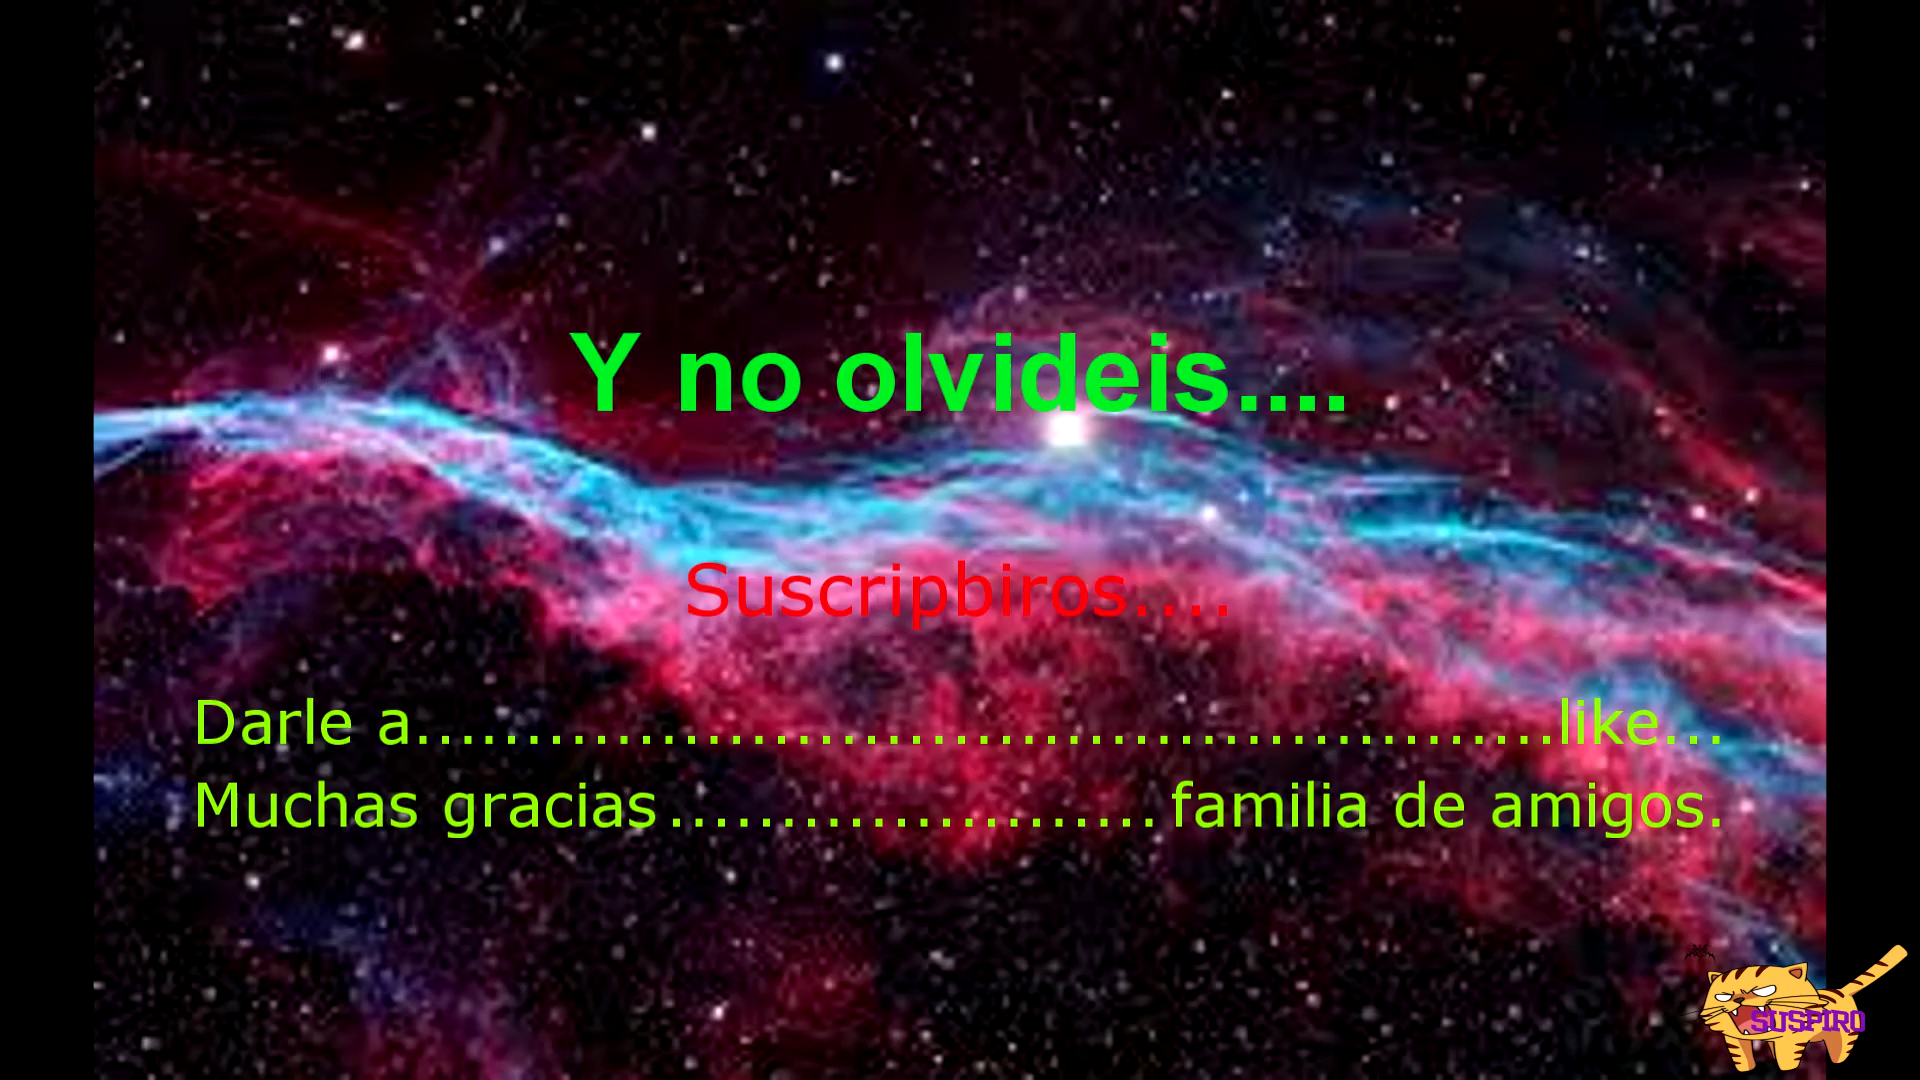 Y no olvideis....
Suscripbiros....
Darle a...................................................like...
Muchas gracias......................familia de amigos.
SUSPIRO